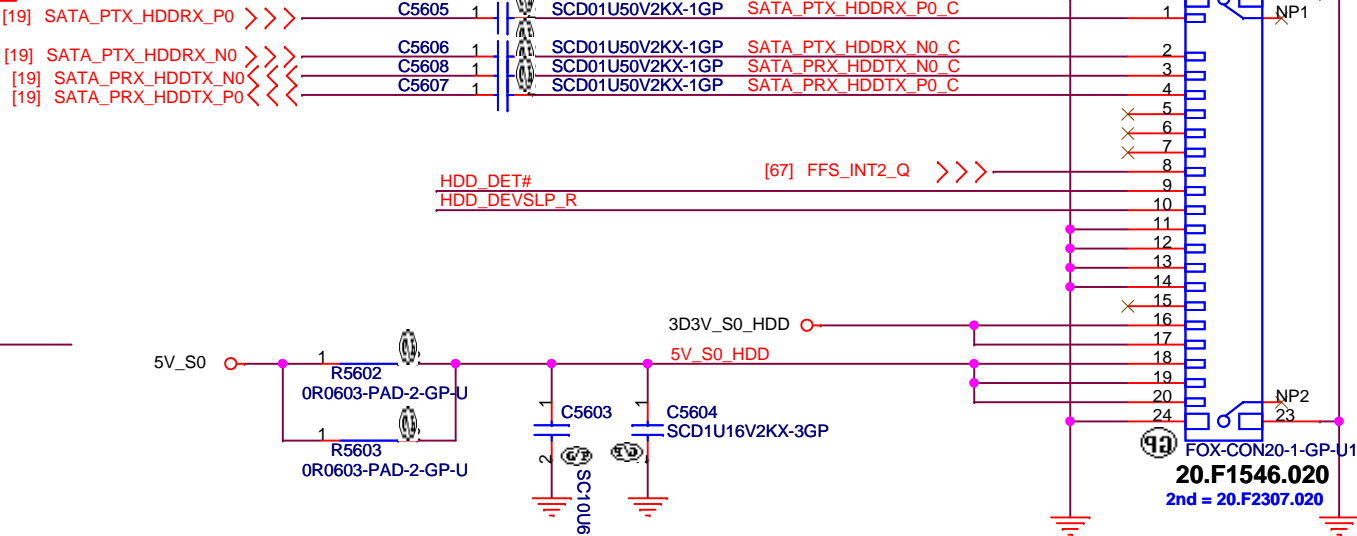 [19] SATA_PTX_HDDRX_P0 C5605 1 SCD01U50V2KX-1GP SATA_PTX_HDDRX_P0_C 1 NP1
[19] SATA_PTX_HDDRX_N0 C5606 1 SCD01U50V2KX-1GP SATA_PTX_HDDRX_N0_C 2
[19] SATA_PRX_HDDTX_N0 C5608 1 SCD01U50V2KX-1GP SATA_PRX_HDDTX_N0_C 3
[19] SATA_PRX_HDDTX_P0 C5607 1 SCD01U50V2KX-1GP SATA_PRX_HDDTX_P0_C 4
5
6
7
[67] FFS_INT2_Q 8
HDD_DET# 9
HDD_DEVSLP_R 10
11
12
13
14
15
3D3V_S0_HDD 16
17
5V_S0 1 5V_S0_HDD 18
R5602 19
0R0603-PAD-2-GP-U 20 NP2
1 C5603 1 C5604 24 23
1 SCD1U16V2KX-3GP
R5603 GP FOX-CON20-1-GP-U1
0R0603-PAD-2-GP-U 2 SC10U6 20.F1546.020
2nd = 20.F2307.020